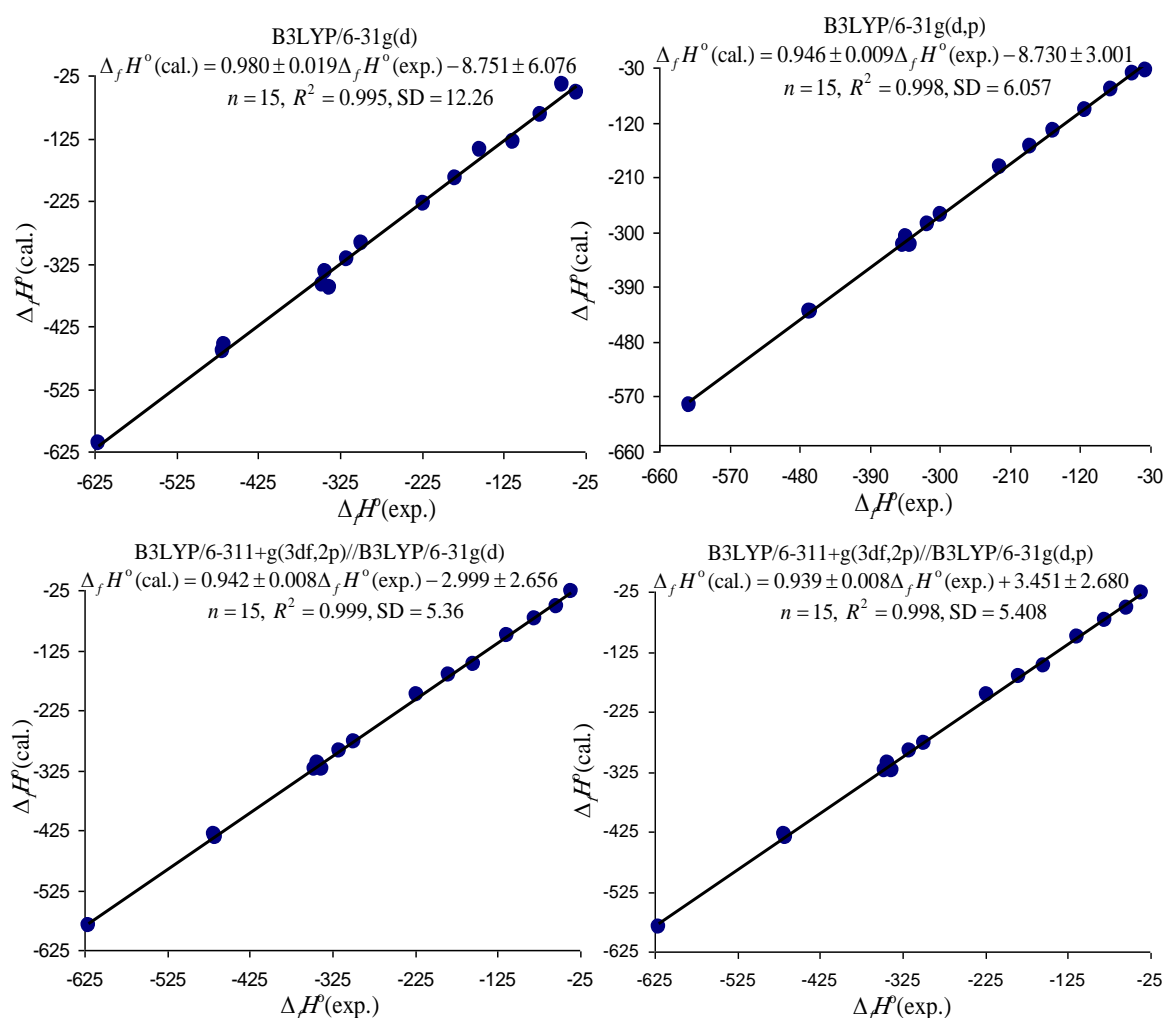 B3LYP/6-31g(d)
Δ_f H°(cal.) = 0.980 ± 0.019Δ_f H°(exp.) − 8.751 ± 6.076
n = 15, R² = 0.995, SD = 12.26
-25
-125
-225
-325
-425
-525
-625
Δ_f H°(cal.)
-625 -525 -425 -325 -225 -125 -25
Δ_f H°(exp.)
B3LYP/6-31g(d,p)
Δ_f H°(cal.) = 0.946 ± 0.009Δ_f H°(exp.) − 8.730 ± 3.001
n = 15, R² = 0.998, SD = 6.057
-30
-120
-210
-300
-390
-480
-570
-660
Δ_f H°(cal.)
-660 -570 -480 -390 -300 -210 -120 -30
Δ_f H°(exp.)
B3LYP/6-311+g(3df,2p)//B3LYP/6-31g(d)
Δ_f H°(cal.) = 0.942 ± 0.008Δ_f H°(exp.) − 2.999 ± 2.656
n = 15, R² = 0.999, SD = 5.36
-25
-125
-225
-325
-425
-525
-625
Δ_f H°(cal.)
-625 -525 -425 -325 -225 -125 -25
Δ_f H°(exp.)
B3LYP/6-311+g(3df,2p)//B3LYP/6-31g(d,p)
Δ_f H°(cal.) = 0.939 ± 0.008Δ_f H°(exp.) + 3.451 ± 2.680
n = 15, R² = 0.998, SD = 5.408
-25
-125
-225
-325
-425
-525
-625
Δ_f H°(cal.)
-625 -525 -425 -325 -225 -125 -25
Δ_f H°(exp.)